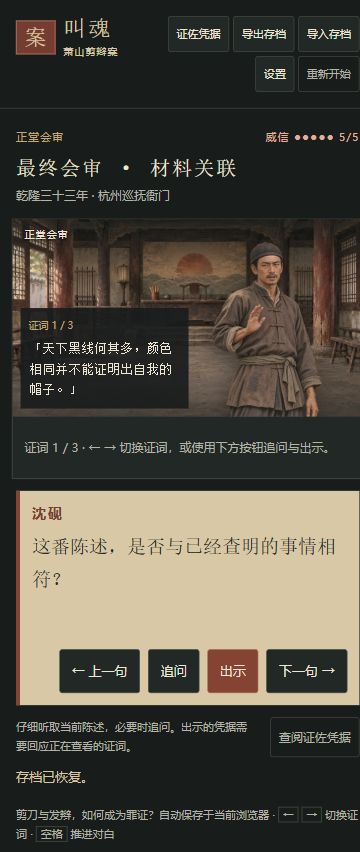 案
叫魂
萧山剪辫案
证佐凭据
导出存档
导入存档
设置
重新开始
正堂会审
威信 ●●●●● 5/5
最终会审 • 材料关联
乾隆三十三年 · 杭州巡抚衙门
正堂会审
证词 1 / 3
「天下黑线何其多，颜色
相同并不能证明出自我的
帽子。」
证词 1 / 3 · ← → 切换证词，或使用下方按钮追问与出示。
沈砚
这番陈述，是否与已经查明的事情相
符？
← 上一句
追问
出示
下一句 →
仔细听取当前陈述，必要时追问。出示的凭据需
要回应正在查看的证词。
查阅证佐凭据
存档已恢复。
剪刀与发辫，如何成为罪证？自动保存于当前浏览器 · ← → 切换证
词 · 空格 推进对白